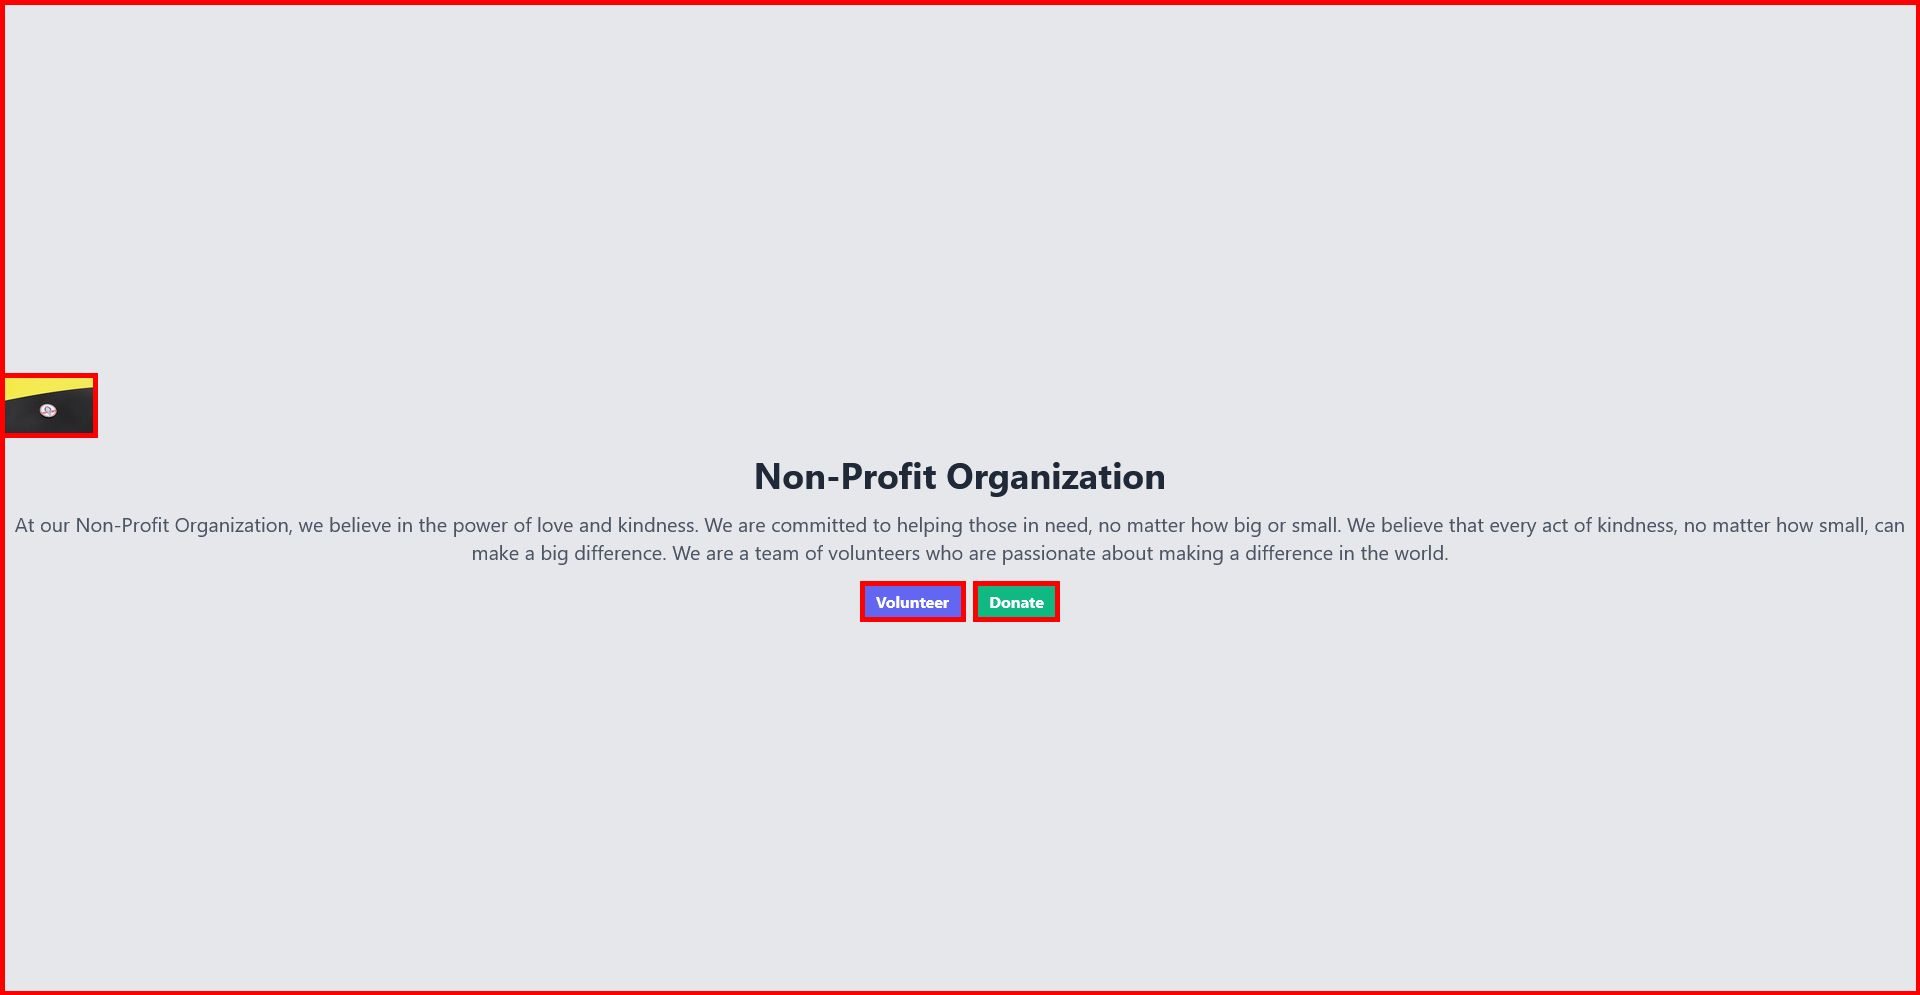 Non-Profit Organization
At our Non-Profit Organization, we believe in the power of love and kindness. We are committed to helping those in need, no matter how big or small. We believe that every act of kindness, no matter how small, can
make a big difference. We are a team of volunteers who are passionate about making a difference in the world.
Volunteer Donate